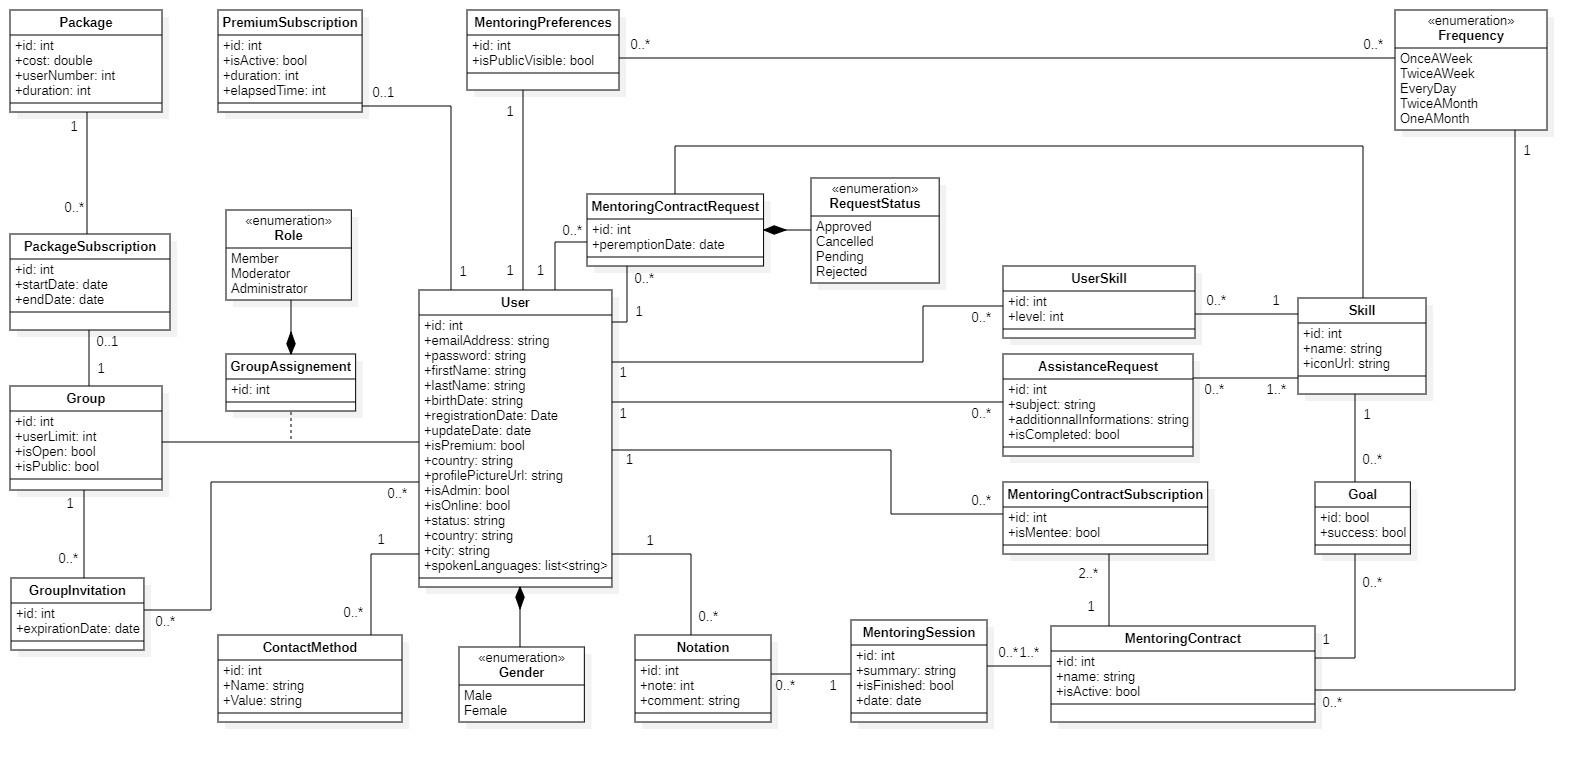 Package
+id: int
+cost: double
+userNumber: int
+duration: int
PremiumSubscription
+id: int
+isActive: bool
+duration: int
+elapsedTime: int
MentoringPreferences
+id: int
+isPublicVisible: bool
«enumeration»
Frequency
OnceAWeek
TwiceAWeek
EveryDay
TwiceAMonth
OneAMonth
0..*
0..*
0..1
1
1
1
0..*
«enumeration»
Role
Member
Moderator
Administrator
MentoringContractRequest
+id: int
+peremptionDate: date
«enumeration»
RequestStatus
Approved
Cancelled
Pending
Rejected
PackageSubscription
+id: int
+startDate: date
+endDate: date
0..*
1
1
1
0..*
1
0..1
1
User
+id: int
+emailAddress: string
+password: string
+firstName: string
+lastName: string
+birthDate: string
+registrationDate: Date
+updateDate: date
+isPremium: bool
+country: string
+profilePictureUrl: string
+isAdmin: bool
+isOnline: bool
+status: string
+country: string
+city: string
+spokenLanguages: list<string>
UserSkill
+id: int
+level: int
0..*
1
0..*
1
Skill
+id: int
+name: string
+iconUrl: string
GroupAssignement
+id: int
AssistanceRequest
+id: int
+subject: string
+additionnalInformations: string
+isCompleted: bool
0..*
1..*
1
0..*
Group
+id: int
+userLimit: int
+isOpen: bool
+isPublic: bool
1
0..*
1
0..*
1
0..*
0..*
MentoringContractSubscription
+id: int
+isMentee: bool
Goal
+id: bool
+success: bool
1
0..*
1
1
2..*
1
0..*
GroupInvitation
+id: int
+expirationDate: date
0..*
0..*
0..*
ContactMethod
+id: int
+Name: string
+Value: string
«enumeration»
Gender
Male
Female
Notation
+id: int
+note: int
+comment: string
0..*
1
MentoringSession
+id: int
+summary: string
+isFinished: bool
+date: date
0..*
1..*
MentoringContract
+id: int
+name: string
+isActive: bool
1
0..*